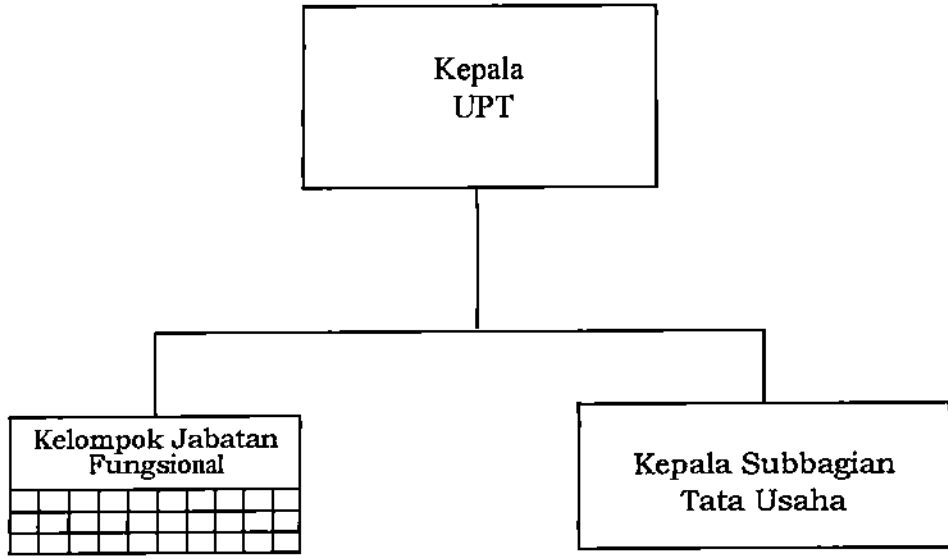 Kepala
UPT
Kelompok Jabatan
Fungsional
Kepala Subbagian
Tata Usaha